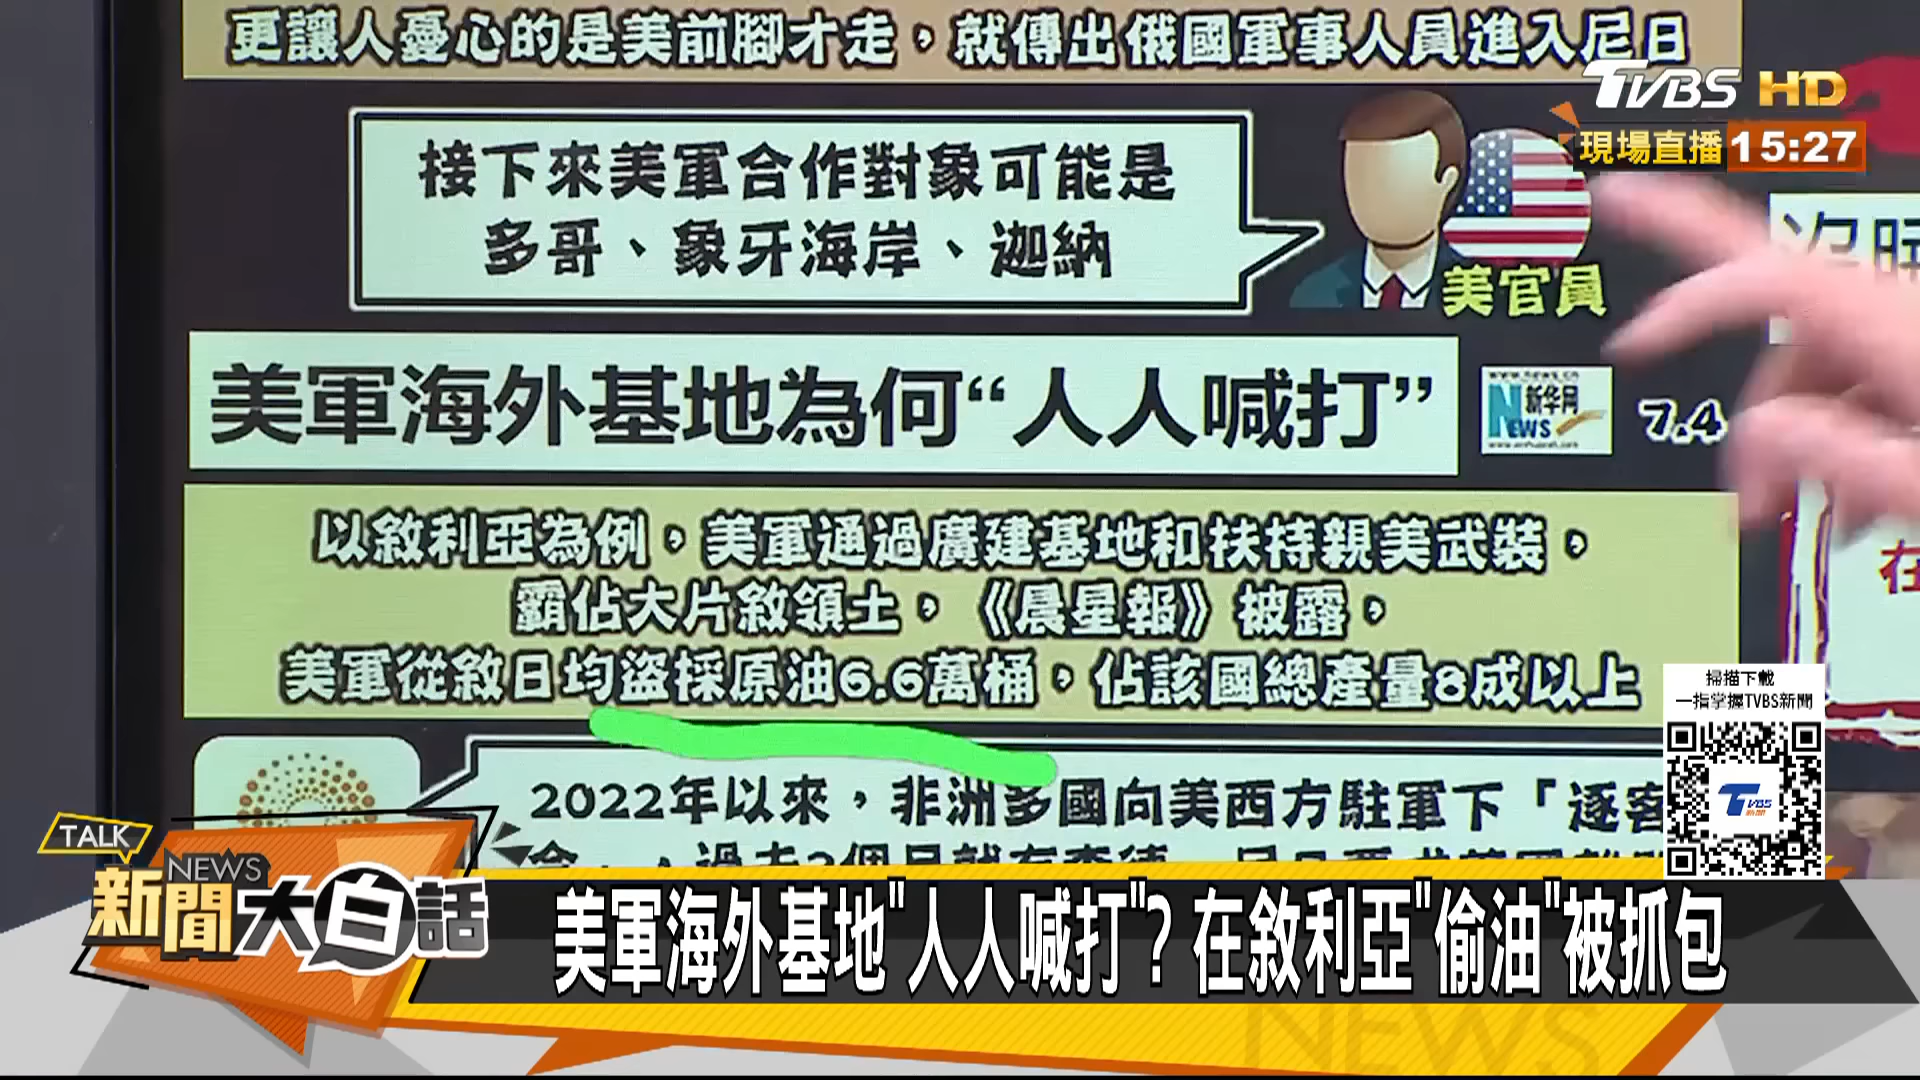 更讓人憂心的是美前腳才走，就傳出俄國軍事人員進入尼日
TVBS HD
現場直播 15:27
接下來美軍合作對象可能是
多哥、象牙海岸、迦納
美官員
美軍海外基地為何“人人喊打”
www.news.cn
新华网
NEWS
7.4
以敘利亞為例，美軍通過廣建基地和扶持親美武裝，
霸佔大片敘領土，《晨星報》披露，
美軍從敘日均盜採原油6.6萬桶，佔該國總產量8成以上
掃描下載
一指掌握TVBS新聞
TVBS
新聞
2022年以來，非洲多國向美西方駐軍下「逐客
TALK
NEWS
新聞大白話
美軍海外基地"人人喊打"? 在敘利亞"偷油"被抓包
NEWS